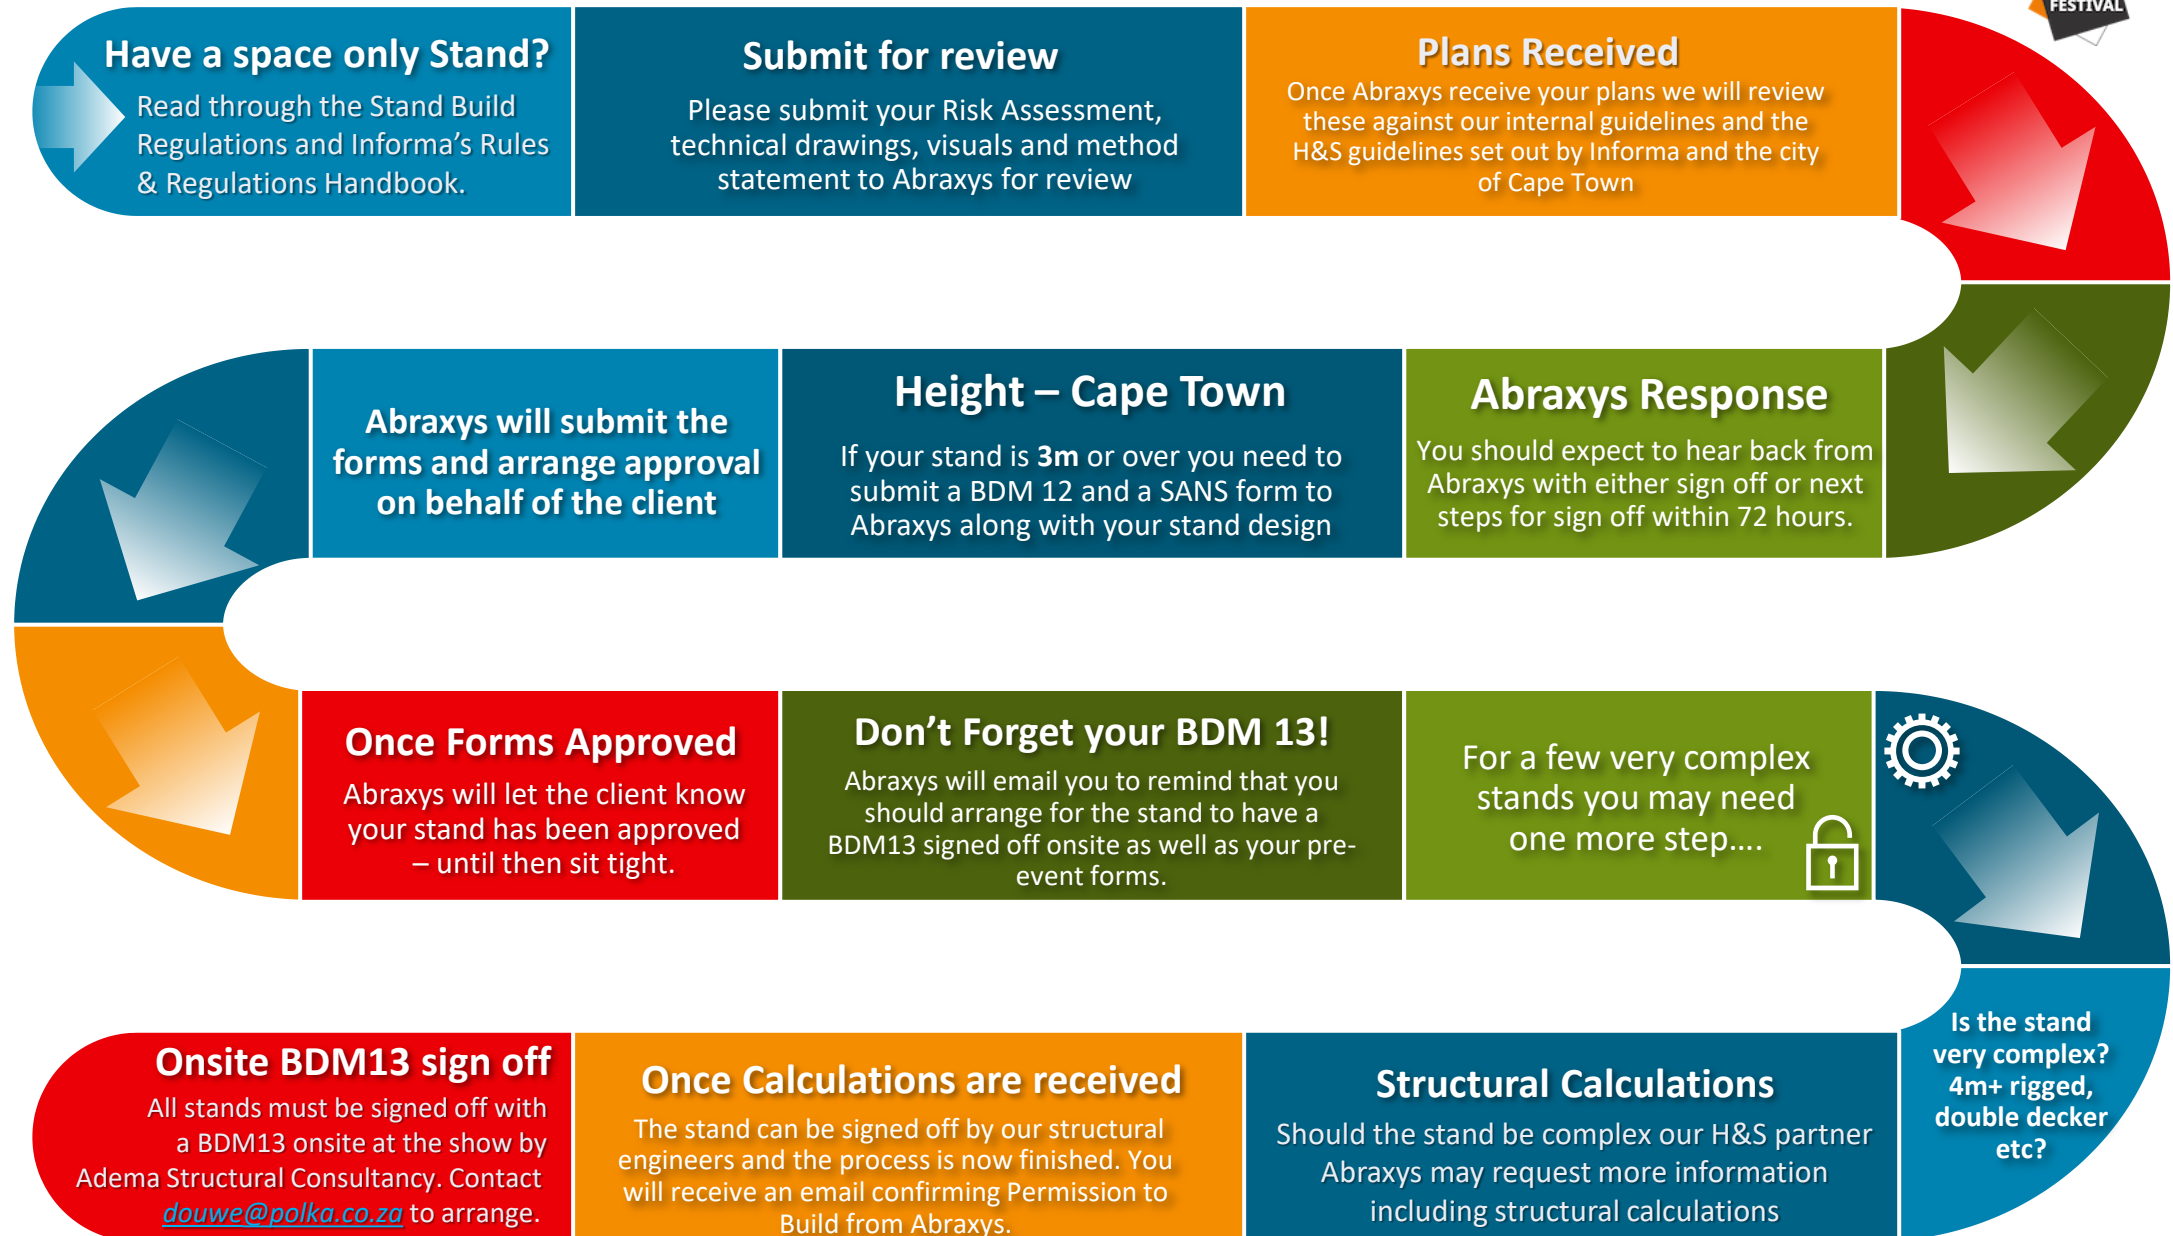 FESTIVAL
Have a space only Stand?
Read through the Stand Build
Regulations and Informa’s Rules
& Regulations Handbook.
Submit for review
Please submit your Risk Assessment,
technical drawings, visuals and method
statement to Abraxys for review
Plans Received
Once Abraxys receive your plans we will review
these against our internal guidelines and the
H&S guidelines set out by Informa and the city
of Cape Town
Abraxys Response
You should expect to hear back from
Abraxys with either sign off or next
steps for sign off within 72 hours.
Height – Cape Town
If your stand is 3m or over you need to
submit a BDM 12 and a SANS form to
Abraxys along with your stand design
Abraxys will submit the
forms and arrange approval
on behalf of the client
Once Forms Approved
Abraxys will let the client know
your stand has been approved
– until then sit tight.
Don’t Forget your BDM 13!
Abraxys will email you to remind that you
should arrange for the stand to have a
BDM13 signed off onsite as well as your pre-
event forms.
For a few very complex
stands you may need
one more step....
Is the stand
very complex?
4m+ rigged,
double decker
etc?
Structural Calculations
Should the stand be complex our H&S partner
Abraxys may request more information
including structural calculations
Once Calculations are received
The stand can be signed off by our structural
engineers and the process is now finished. You
will receive an email confirming Permission to
Build from Abraxys.
Onsite BDM13 sign off
All stands must be signed off with
a BDM13 onsite at the show by
Adema Structural Consultancy. Contact
douwe@polka.co.za to arrange.